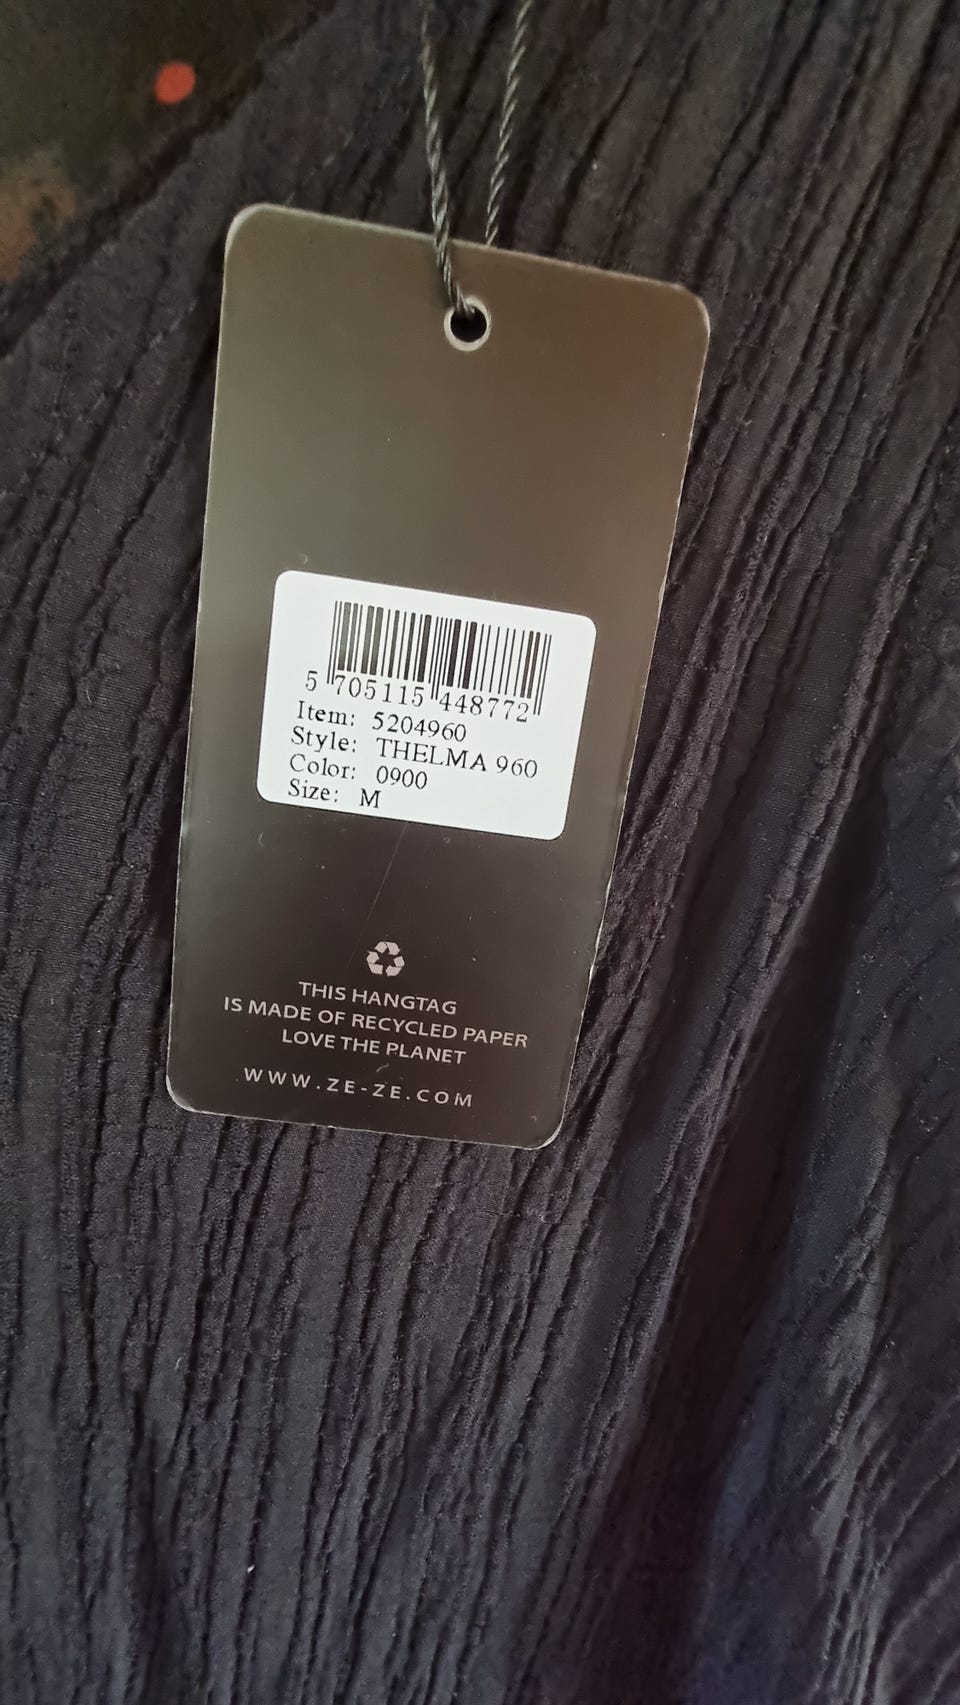 5 705115 448772
Item: 5204960
Style: THELMA 960
Color: 0900
Size: M
THIS HANGTAG
IS MADE OF RECYCLED PAPER
LOVE THE PLANET
WWW.ZE-ZE.COM